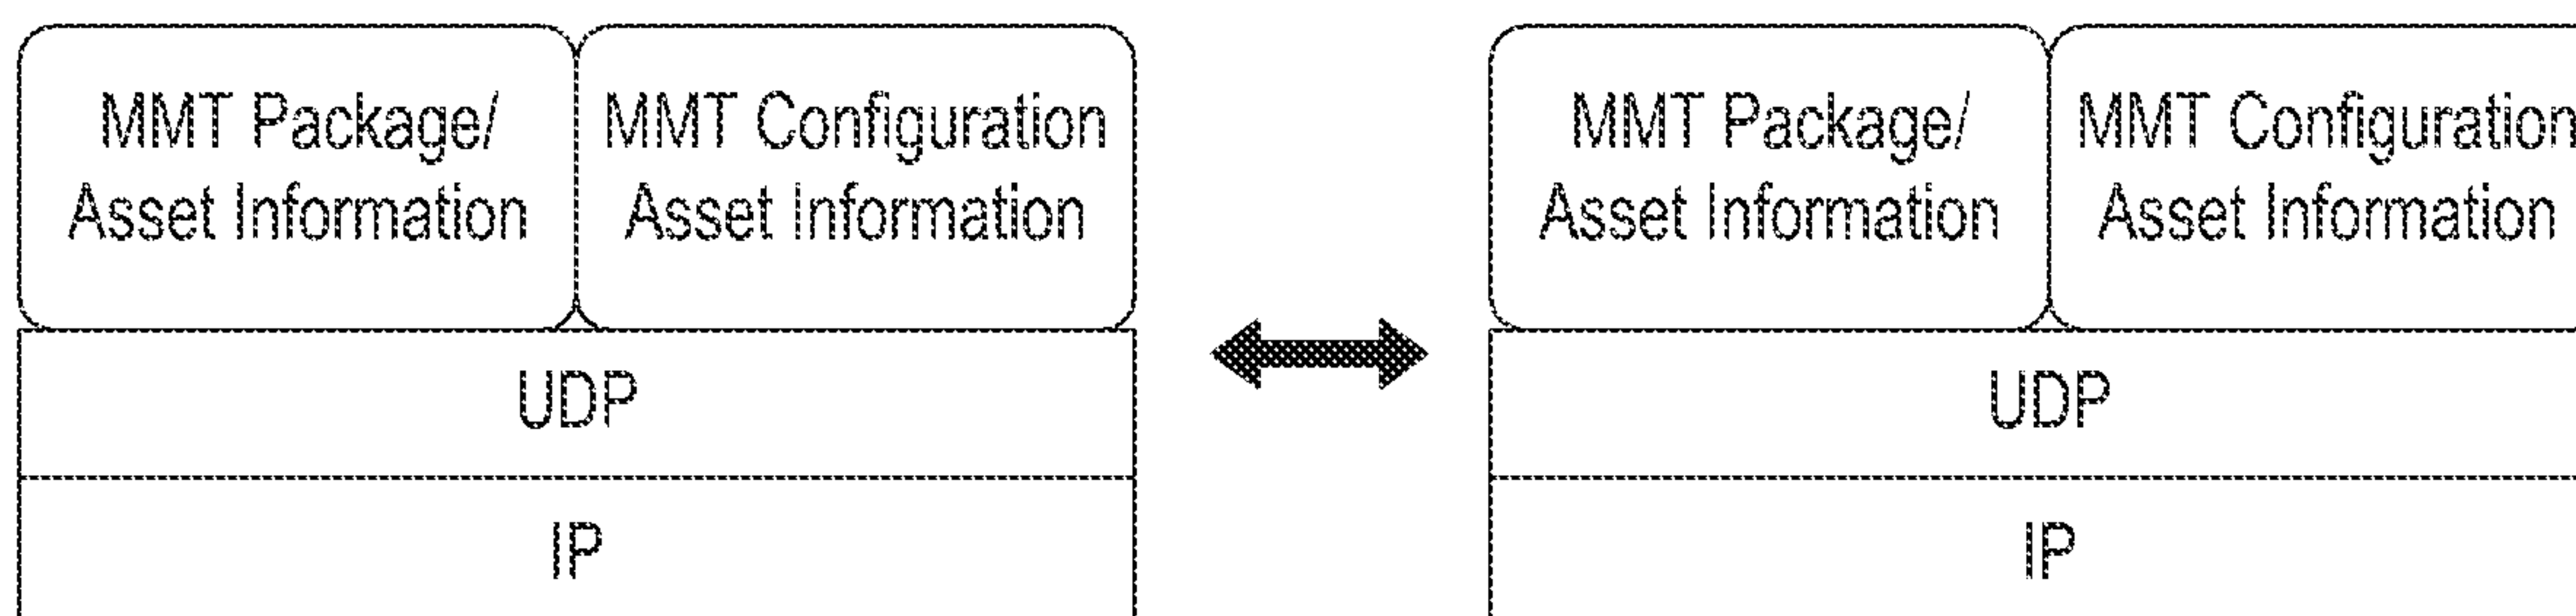 MMT Package/
Asset Information
MMT Configuration
Asset Information
UDP
IP
MMT Package/
Asset Information
MMT Configuration
Asset Information
UDP
IP